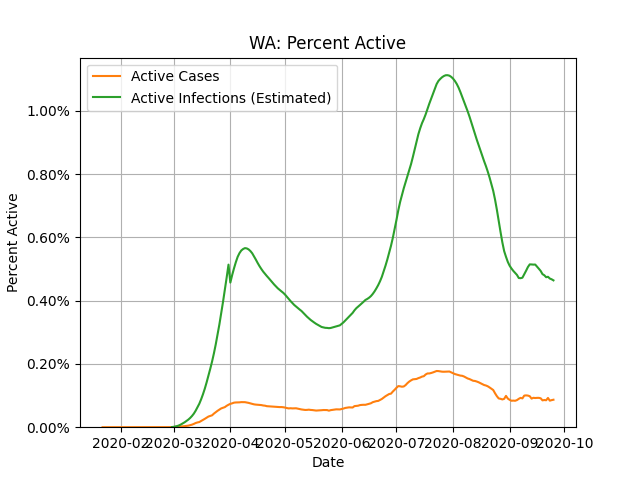 WA: Percent Active
Active Cases
Active Infections (Estimated)
1.00%
0.80%
0.60%
0.40%
0.20%
0.00%
Percent Active
2020-02 2020-03 2020-04 2020-05 2020-06 2020-07 2020-08 2020-09 2020-10
Date